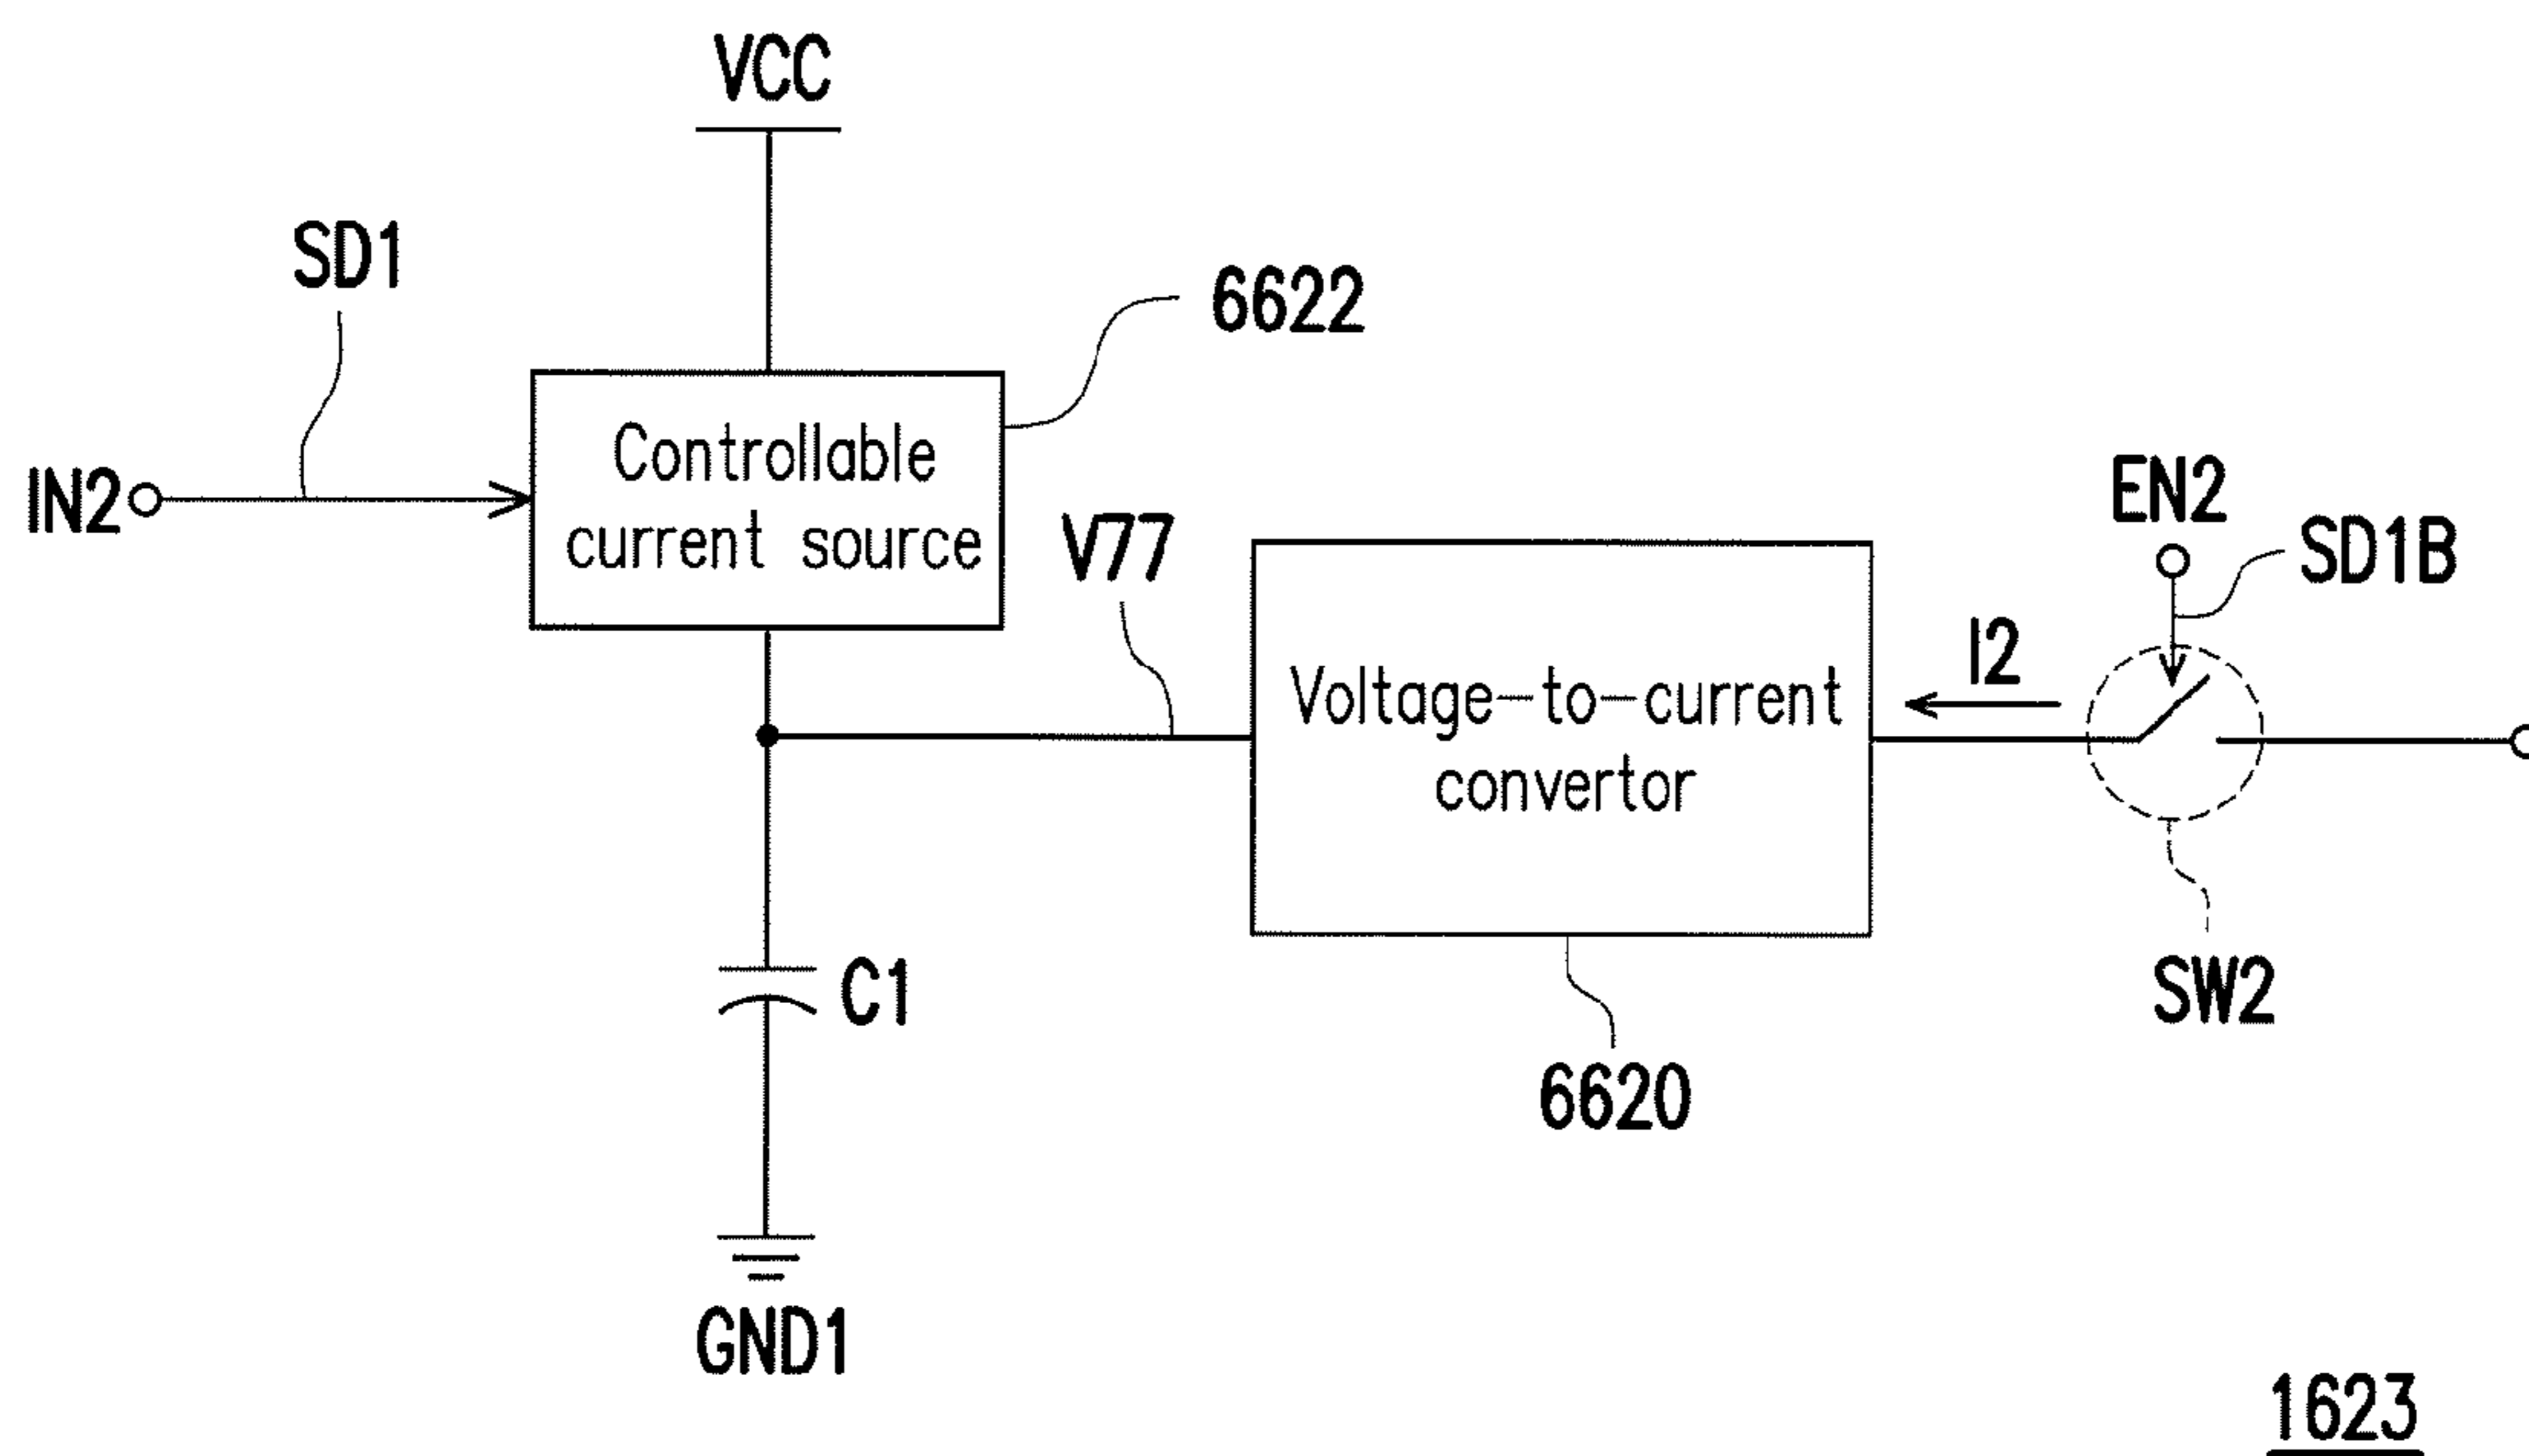 VCC
SD1
6622
IN2
Controllable
current source
V77
EN2
SD1B
I2
Voltage-to-current
convertor
C1
SW2
6620
GND1
1623